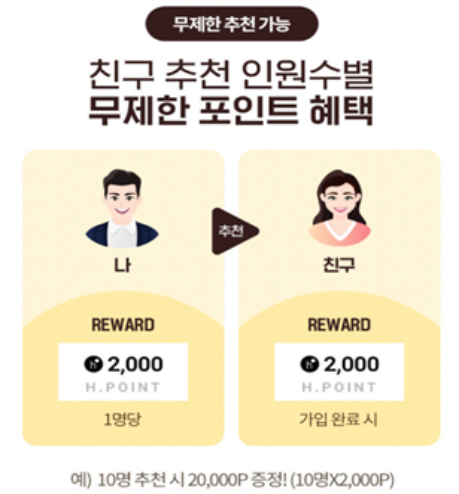 무제한 추천 가능
친구 추천 인원수별
무제한 포인트 혜택
추천
나
친구
REWARD
REWARD
h 2,000
h 2,000
H.POINT
H.POINT
1명당
가입 완료 시
예) 10명 추천 시 20,000P 증정! (10명X2,000P)